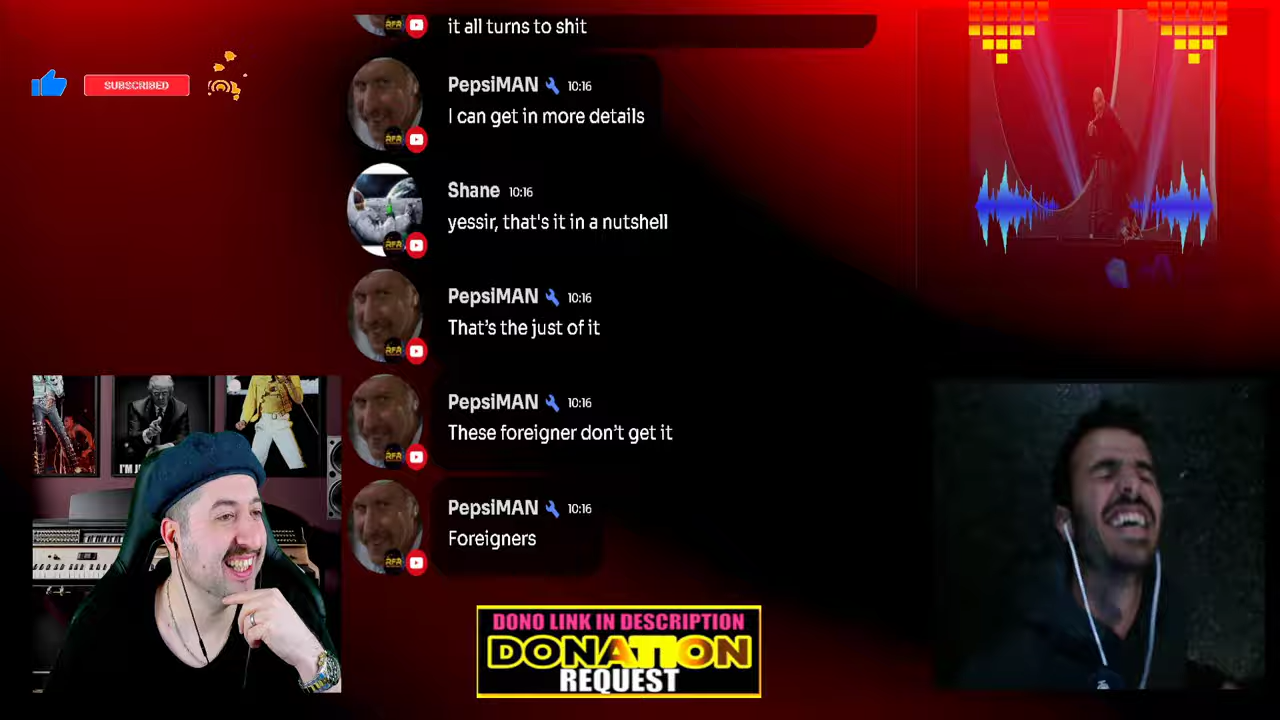 it all turns to shit
SUBSCRIBED
PepsiMAN 10:16
I can get in more details
Shane 10:16
yessir, that's it in a nutshell
PepsiMAN 10:16
That's the just of it
PepsiMAN 10:16
These foreigner don't get it
PepsiMAN 10:16
Foreigners
DONO LINK IN DESCRIPTION
DONATION
REQUEST